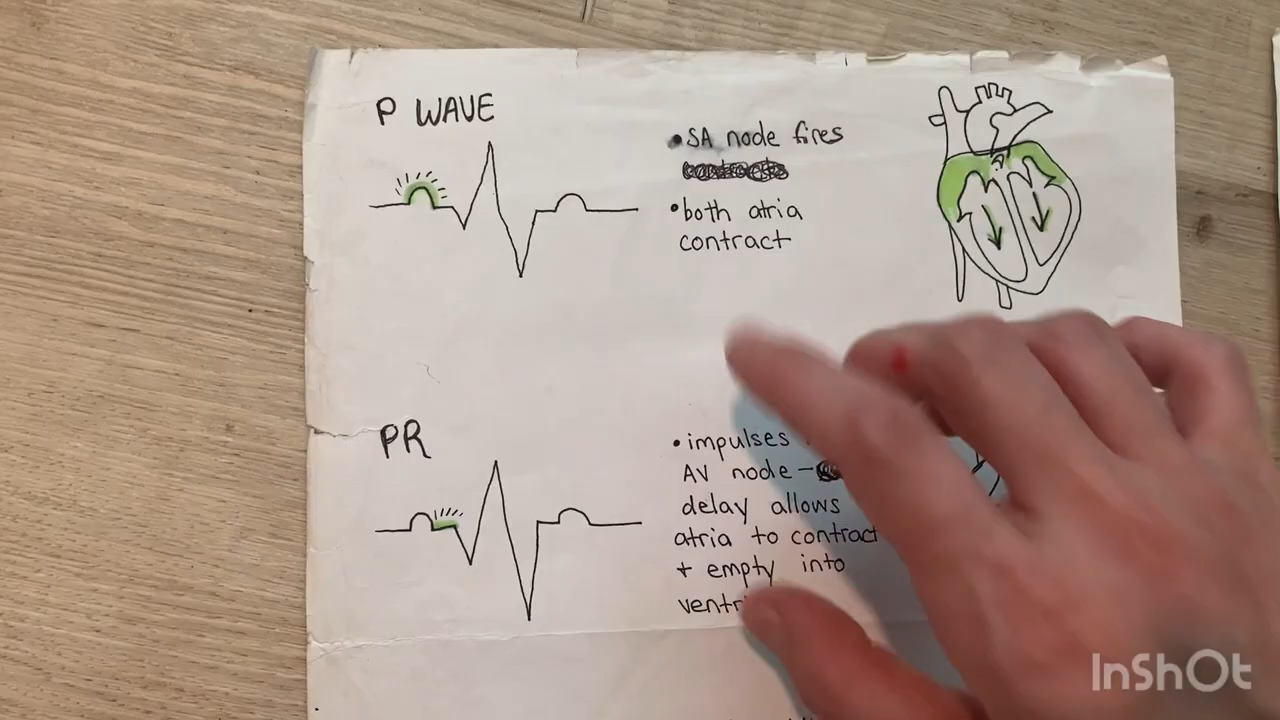 P WAVE
• SA node fires
• both atria
contract
PR
• impulses
AV node –
delay allows
atria to contract
+ empty into
InShOt